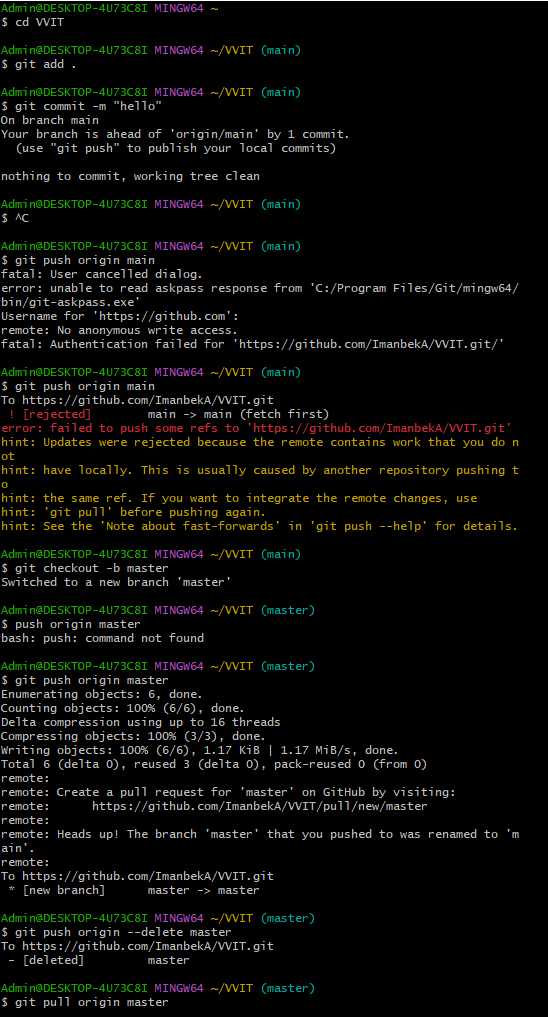 Admin@DESKTOP-4U73C8I MINGW64 ~
$ cd VVIT
Admin@DESKTOP-4U73C8I MINGW64 ~/VVIT (main)
$ git add .
Admin@DESKTOP-4U73C8I MINGW64 ~/VVIT (main)
$ git commit -m "hello"
On branch main
Your branch is ahead of 'origin/main' by 1 commit.
  (use "git push" to publish your local commits)
nothing to commit, working tree clean
Admin@DESKTOP-4U73C8I MINGW64 ~/VVIT (main)
$ ^C
Admin@DESKTOP-4U73C8I MINGW64 ~/VVIT (main)
$ git push origin main
fatal: User cancelled dialog.
error: unable to read askpass response from 'C:/Program Files/Git/mingw64/
bin/git-askpass.exe'
Username for 'https://github.com':
remote: No anonymous write access.
fatal: Authentication failed for 'https://github.com/ImanbekA/VVIT.git/'
Admin@DESKTOP-4U73C8I MINGW64 ~/VVIT (main)
$ git push origin main
To https://github.com/ImanbekA/VVIT.git
 ! [rejected]        main -> main (fetch first)
error: failed to push some refs to 'https://github.com/ImanbekA/VVIT.git'
hint: Updates were rejected because the remote contains work that you do n
ot
hint: have locally. This is usually caused by another repository pushing t
o
hint: the same ref. If you want to integrate the remote changes, use
hint: 'git pull' before pushing again.
hint: See the 'Note about fast-forwards' in 'git push --help' for details.
Admin@DESKTOP-4U73C8I MINGW64 ~/VVIT (main)
$ git checkout -b master
Switched to a new branch 'master'
Admin@DESKTOP-4U73C8I MINGW64 ~/VVIT (master)
$ push origin master
bash: push: command not found
Admin@DESKTOP-4U73C8I MINGW64 ~/VVIT (master)
$ git push origin master
Enumerating objects: 6, done.
Counting objects: 100% (6/6), done.
Delta compression using up to 16 threads
Compressing objects: 100% (3/3), done.
Writing objects: 100% (6/6), 1.17 KiB | 1.17 MiB/s, done.
Total 6 (delta 0), reused 3 (delta 0), pack-reused 0 (from 0)
remote:
remote: Create a pull request for 'master' on GitHub by visiting:
remote:      https://github.com/ImanbekA/VVIT/pull/new/master
remote:
remote: Heads up! The branch 'master' that you pushed to was renamed to 'm
ain'.
remote:
To https://github.com/ImanbekA/VVIT.git
 * [new branch]      master -> master
Admin@DESKTOP-4U73C8I MINGW64 ~/VVIT (master)
$ git push origin --delete master
To https://github.com/ImanbekA/VVIT.git
 - [deleted]         master
Admin@DESKTOP-4U73C8I MINGW64 ~/VVIT (master)
$ git pull origin master